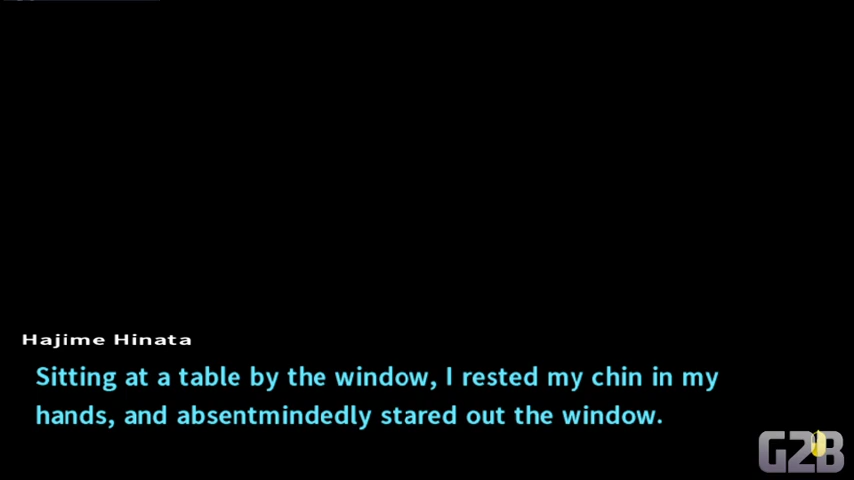 Hajime Hinata
Sitting at a table by the window, I rested my chin in my
hands, and absentmindedly stared out the window.
G2B